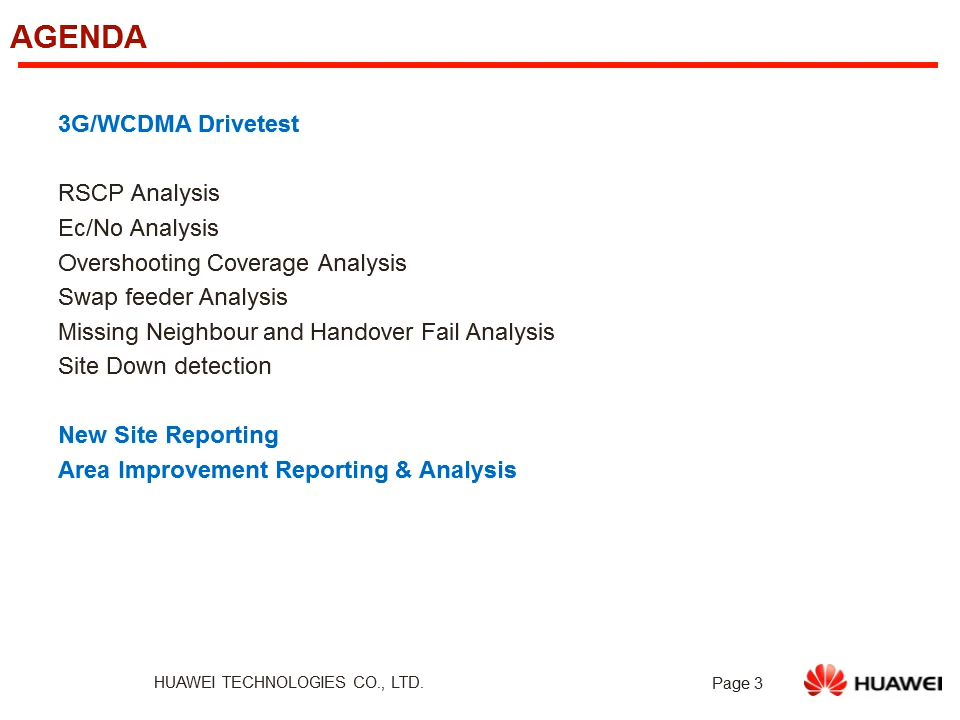 AGENDA
3G/WCDMA Drivetest
RSCP Analysis
Ec/No Analysis
Overshooting Coverage Analysis
Swap feeder Analysis
Missing Neighbour and Handover Fail Analysis
Site Down detection
New Site Reporting
Area Improvement Reporting & Analysis
HUAWEI TECHNOLOGIES CO., LTD.
Page 3
HUAWEI